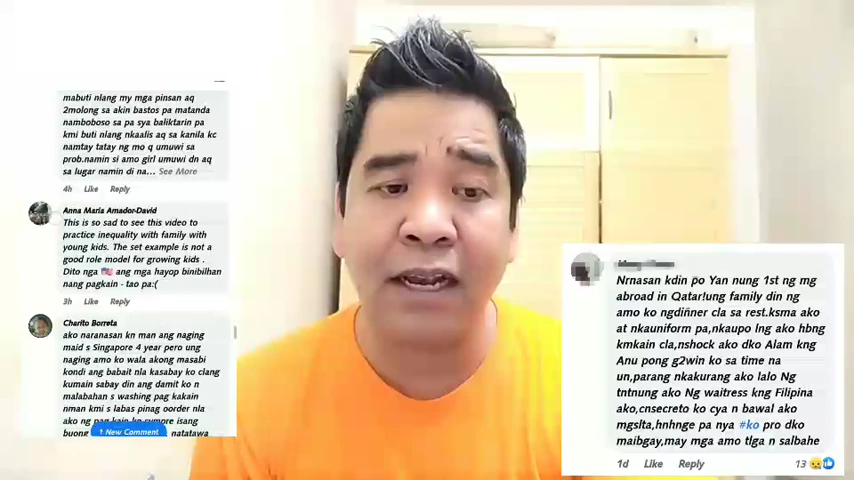 mabuti nlang my mga pinsan aq
2molong sa akin bastos pa matanda
namboboso sa pa sya baliktarin pa
kmi buti nlang nkaalis aq sa kanila kc
namtay tatay ng mo q umuwi sa
prob.namin si amo girl umuwi dn aq
sa lugar namin di na... See More
4h Like Reply
Anna Maria Amador-David
This is so sad to see this video to
practice inequality with family with
young kids. The set example is not a
good role model for growing kids .
Dito nga 🇺🇸 ang mga hayop binibilhan
nang pagkain - tao pa:(
3h Like Reply
Charito Borreta
ako naranasan kn man ang naging
maid s Singapore 4 year pero ung
naging amo ko wala akong masabi
kondi ang babait nla kasabay ko clang
kumain sabay din ang damit ko n
malabahan s washing pag kakain
nman kmi s labas pinag oorder nla
ako ng pag kain ko sympre isang
buong
natatawa
↑ New Comment
Nrnasan kdin po Yan nung 1st ng mg
abroad in Qatar!ung family din ng
amo ko ngdiñner cla sa rest.ksma ako
at nkauniform pa,nkaupo lng ako hbng
kmkain cla,nshock ako dko Alam kng
Anu pong g2win ko sa time na
un,parang nkakurang ako lalo Ng
tntnung ako Ng waitress kng Filipina
ako,cnsecreto ko cya n bawal ako
mgslta,hnhnge pa nya #ko pro dko
maibgay,may mga amo tlga n salbahe
1d Like Reply 13